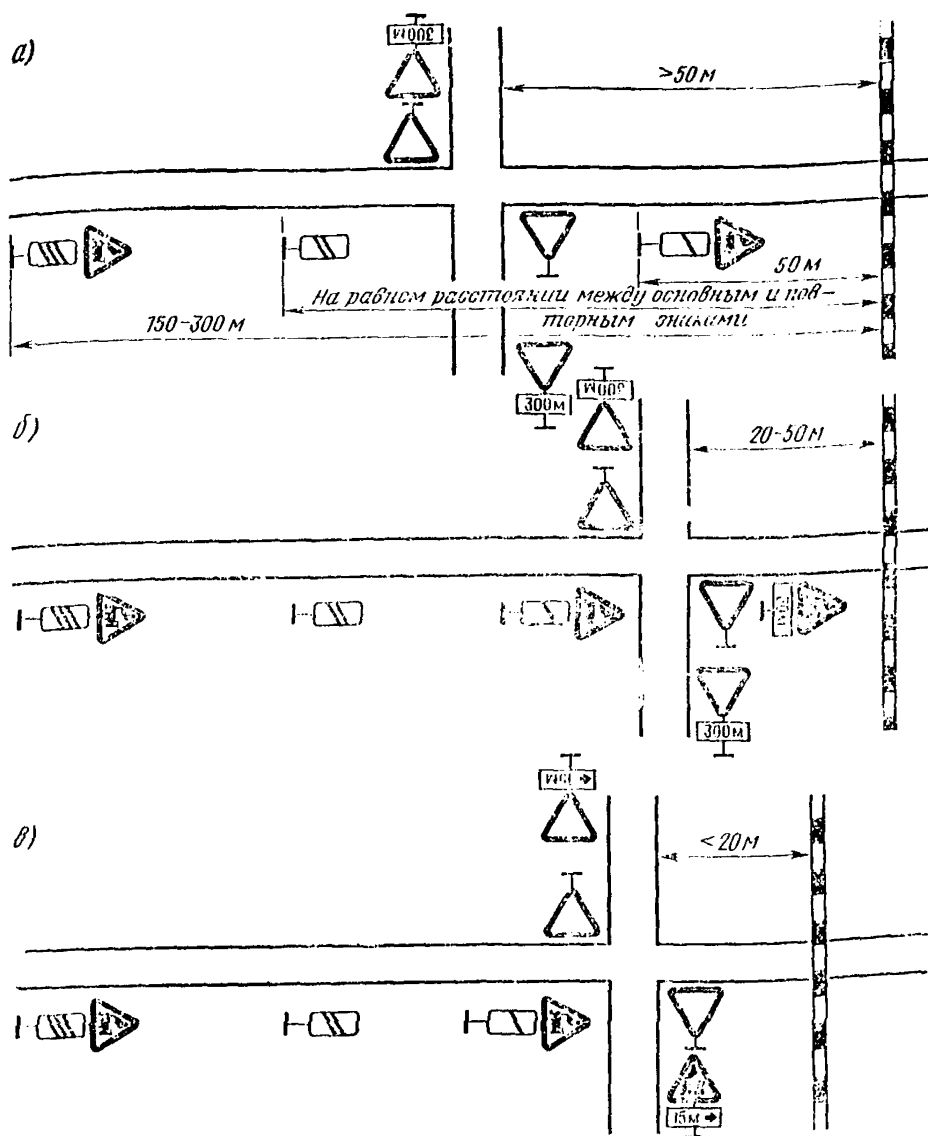 а)
300м
>50 м
50 м
На равном расстоянии между основным и пов-
торным знаками
150-300 м
300м
б)
300м
20-50 м
300м
в)
15м →
<20 м
15м →